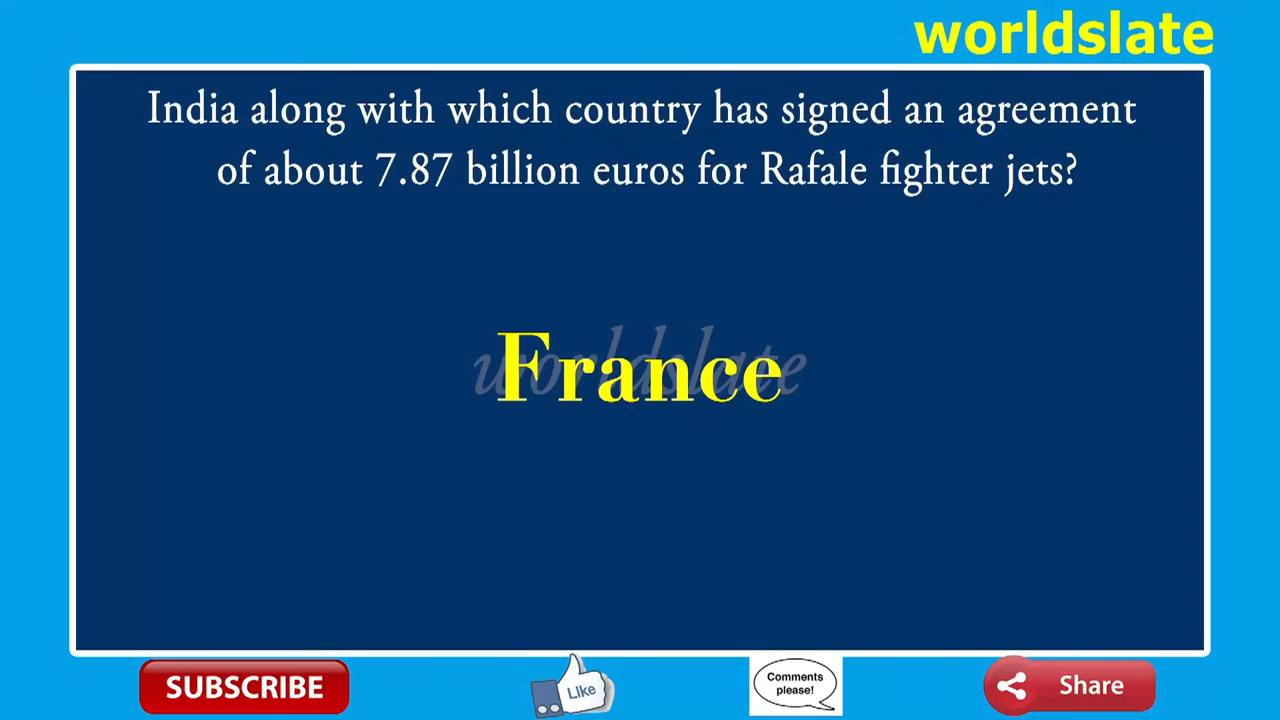 worldslate
India along with which country has signed an agreement
of about 7.87 billion euros for Rafale fighter jets?
worldslate
France
SUBSCRIBE
Like
Comments
please!
Share